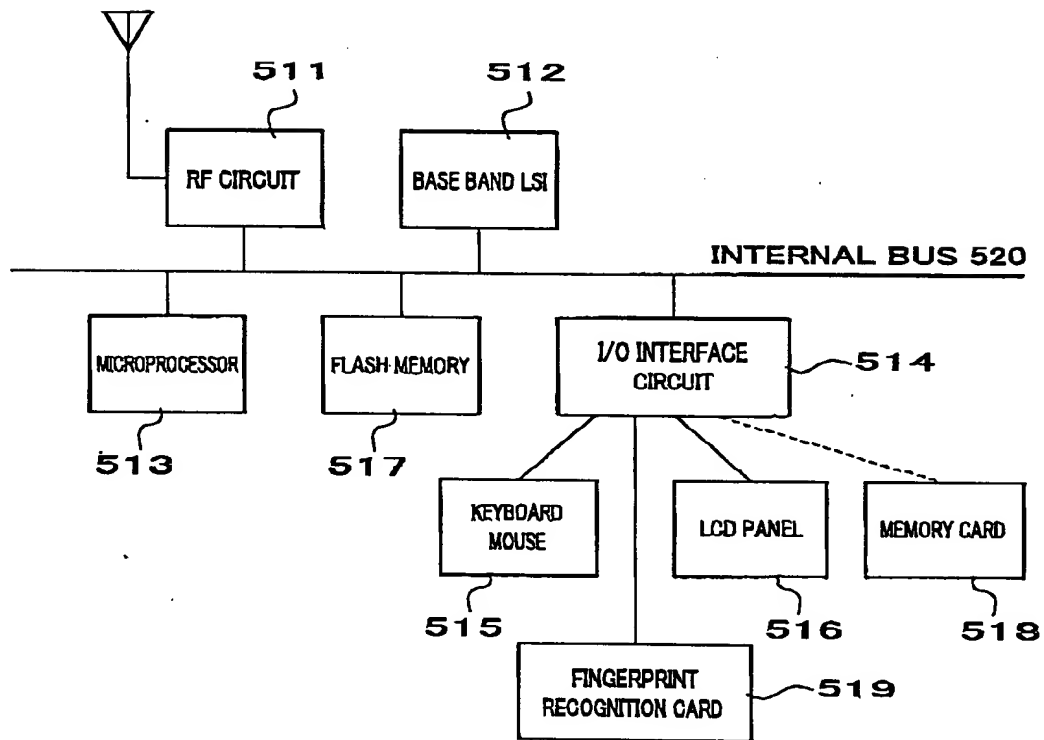 511
512
RF CIRCUIT
BASE BAND LSI
INTERNAL BUS 520
MICROPROCESSOR
FLASH MEMORY
I/O INTERFACE
CIRCUIT
514
513
517
KEYBOARD
MOUSE
LCD PANEL
MEMORY CARD
515
516
518
FINGERPRINT
RECOGNITION CARD
519